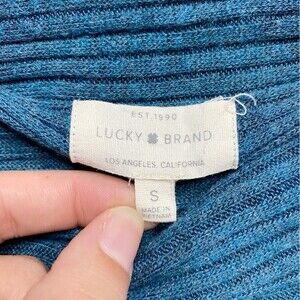 EST. 1990
LUCKY BRAND
LOS ANGELES, CALIFORNIA
S
MADE IN
VIETNAM